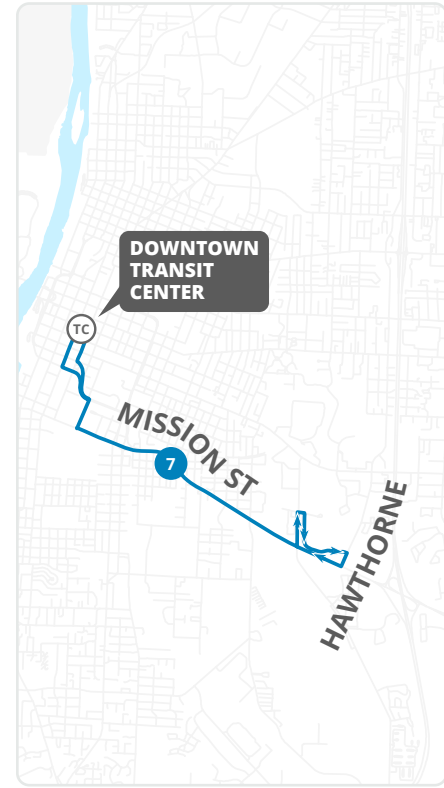 DOWNTOWN
TRANSIT
CENTER
TC
MISSION ST
7
HAWTHORNE